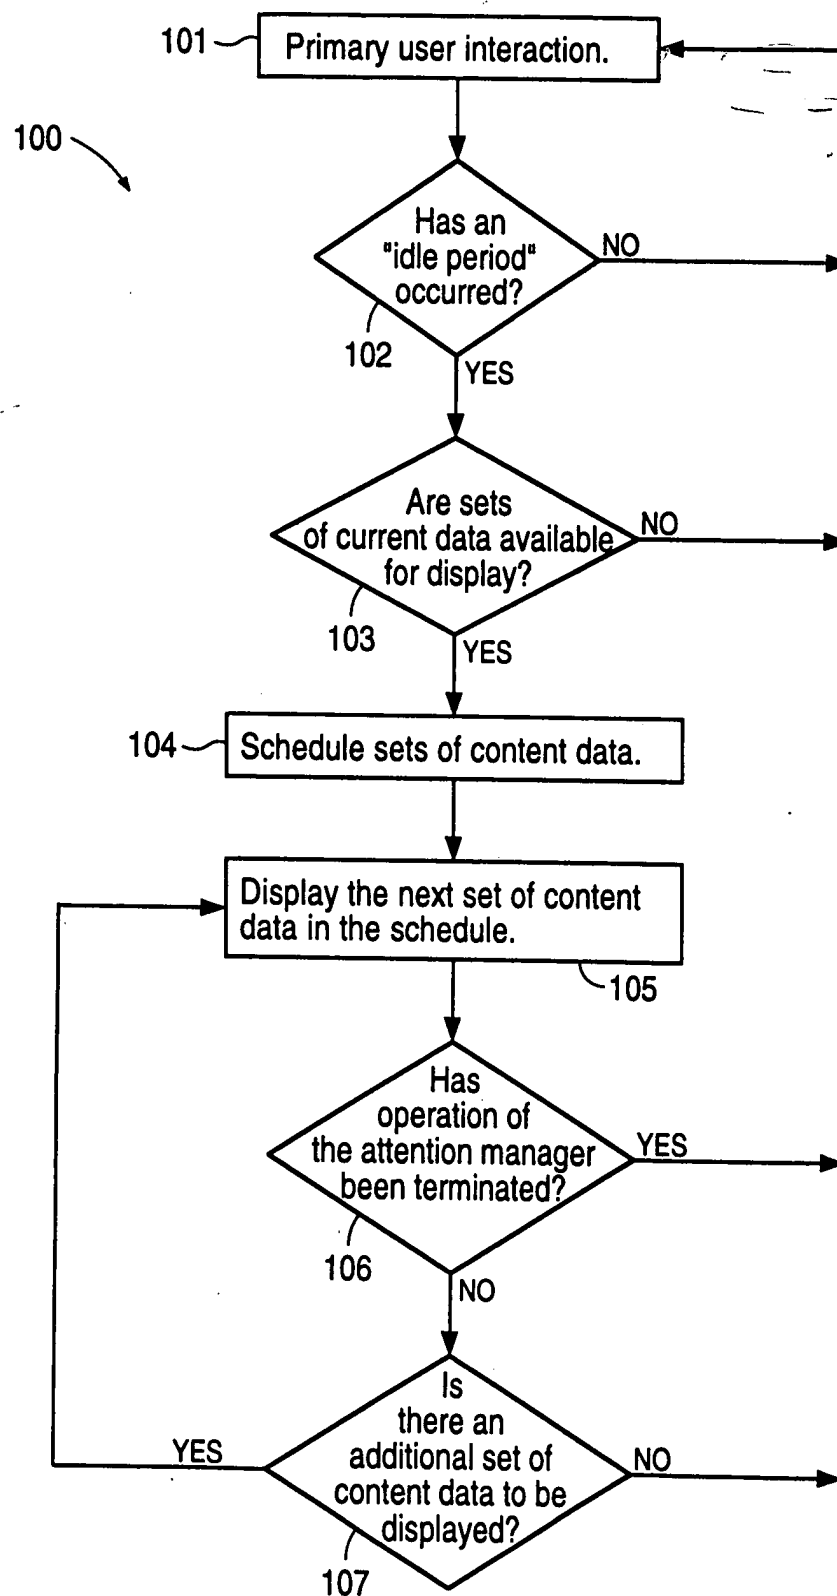 101
Primary user interaction.
100
Has an
"idle period"
occurred?
NO
102
YES
Are sets
of current data available
for display?
NO
103
YES
104
Schedule sets of content data.
Display the next set of content
data in the schedule.
105
Has
operation of
the attention manager
been terminated?
YES
106
NO
Is
there an
additional set of
content data to be
displayed?
YES
NO
107